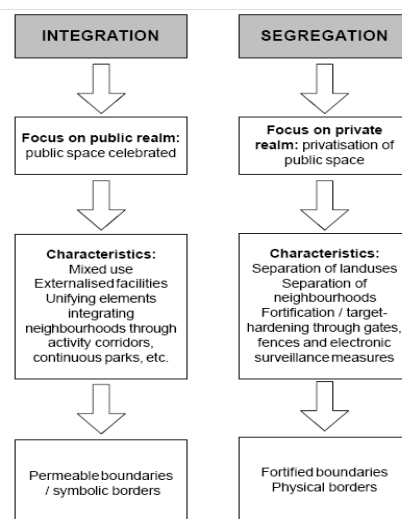 INTEGRATION
Focus on public realm:
public space celebrated
Characteristics:
Mixed use
Externalised facilities
Unifying elements
integrating
neighbourhoods through
activity corridors,
continuous parks, etc.
Permeable boundaries
/ symbolic borders
SEGREGATION
Focus on private
realm: privatisation of
public space
Characteristics:
Separation of landuses
Separation of
neighbourhoods
Fortification / target-
hardening through gates,
fences and electronic
surveillance measures
Fortified boundaries
Physical borders